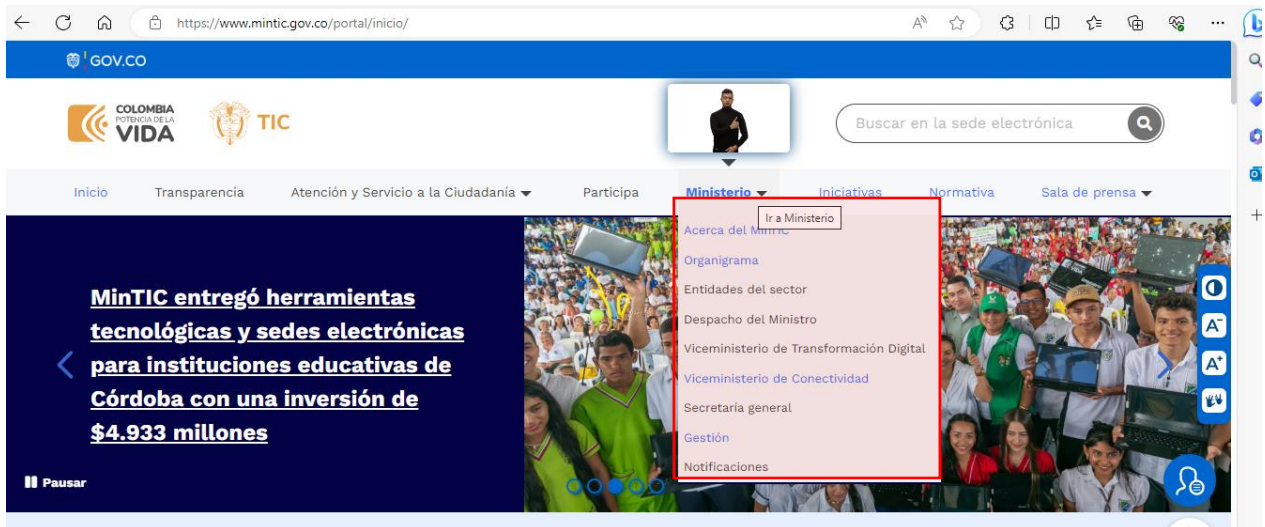 https://www.mintic.gov.co/portal/inicio/
GOV.CO
COLOMBIA
POTENCIA DE LA
VIDA
TIC
Buscar en la sede electrónica
Inicio Transparencia Atención y Servicio a la Ciudadanía Participa Ministerio Iniciativas Normativa Sala de prensa
Ir a Ministerio
Acerca del MinTIC
Organigrama
Entidades del sector
Despacho del Ministro
Viceministerio de Transformación Digital
Viceministerio de Conectividad
Secretaría general
Gestión
Notificaciones
MinTIC entregó herramientas
tecnológicas y sedes electrónicas
para instituciones educativas de
Córdoba con una inversión de
$4.933 millones
Pausar
A-
A+